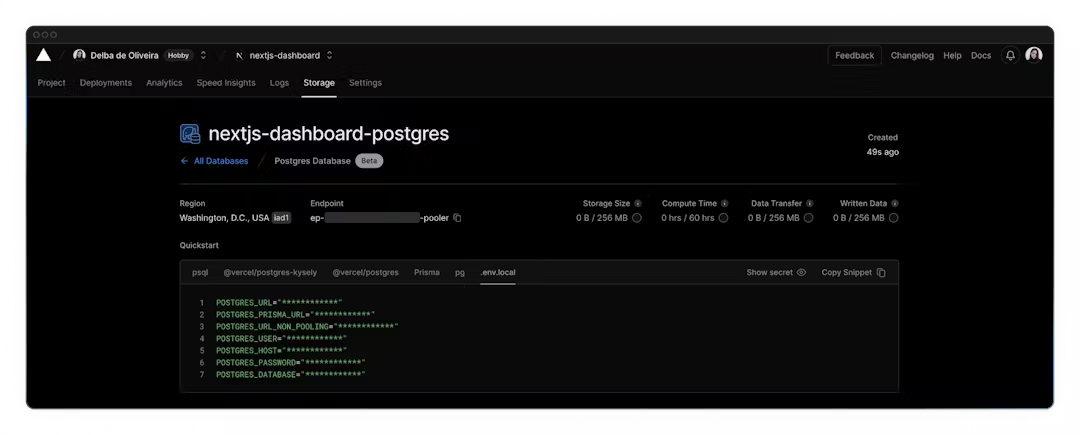 Delba de Oliveira Hobby / nextjs-dashboard Feedback Changelog Help Docs
Project Deployments Analytics Speed Insights Logs Storage Settings
nextjs-dashboard-postgres
← All Databases / Postgres Database Beta
Created
49s ago
Region
Washington, D.C., USA iad1
Endpoint
ep- -pooler
Storage Size
0 B / 256 MB
Compute Time
0 hrs / 60 hrs
Data Transfer
0 B / 256 MB
Written Data
0 B / 256 MB
Quickstart
psql @vercel/postgres-kysely @vercel/postgres Prisma pg .env.local Show secret Copy Snippet
1 POSTGRES_URL="************"
2 POSTGRES_PRISMA_URL="************"
3 POSTGRES_URL_NON_POOLING="************"
4 POSTGRES_USER="************"
5 POSTGRES_HOST="************"
6 POSTGRES_PASSWORD="************"
7 POSTGRES_DATABASE="************"